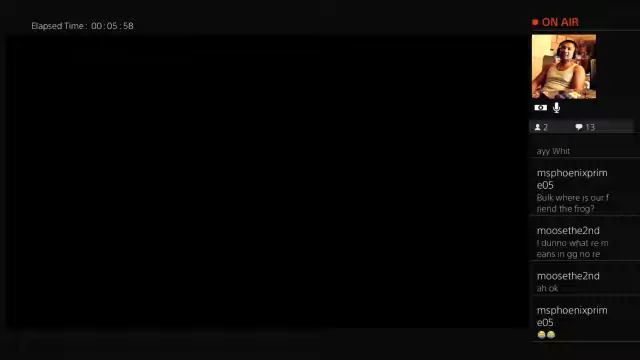 Elapsed Time : 00 : 05 : 58
ON AIR
2
13
ayy Whit
msphoenixprim
e05
Bulk where is our f
riend the frog?
moosethe2nd
I dunno what re m
eans in gg no re
moosethe2nd
ah ok
msphoenixprim
e05
😂😂